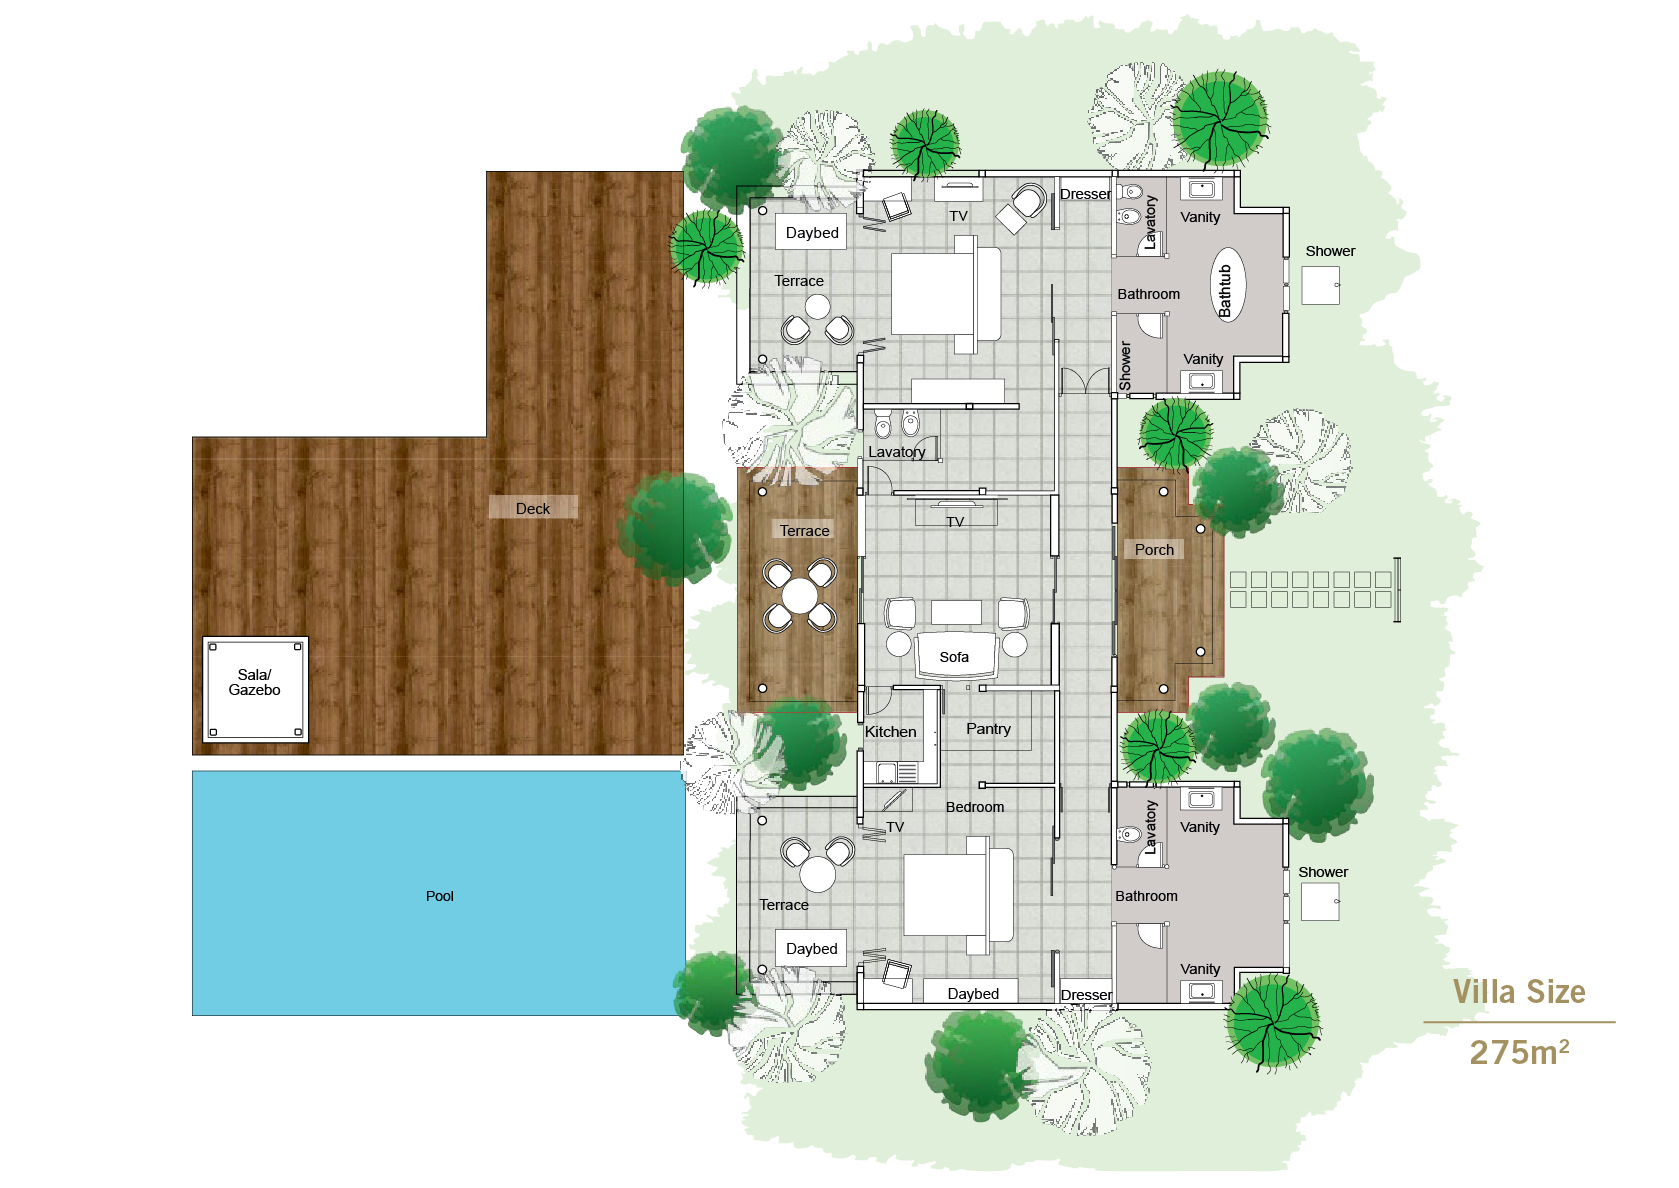 Dresser
TV
Lavatory
Vanity
Daybed
Shower
Terrace
Bathtub
Bathroom
Shower
Vanity
Lavatory
Deck
TV
Terrace
Porch
Sofa
Sala/
Gazebo
Kitchen
Pantry
Bedroom
TV
Lavatory
Vanity
Shower
Pool
Bathroom
Terrace
Daybed
Vanity
Daybed
Dresser
Villa Size
275m²